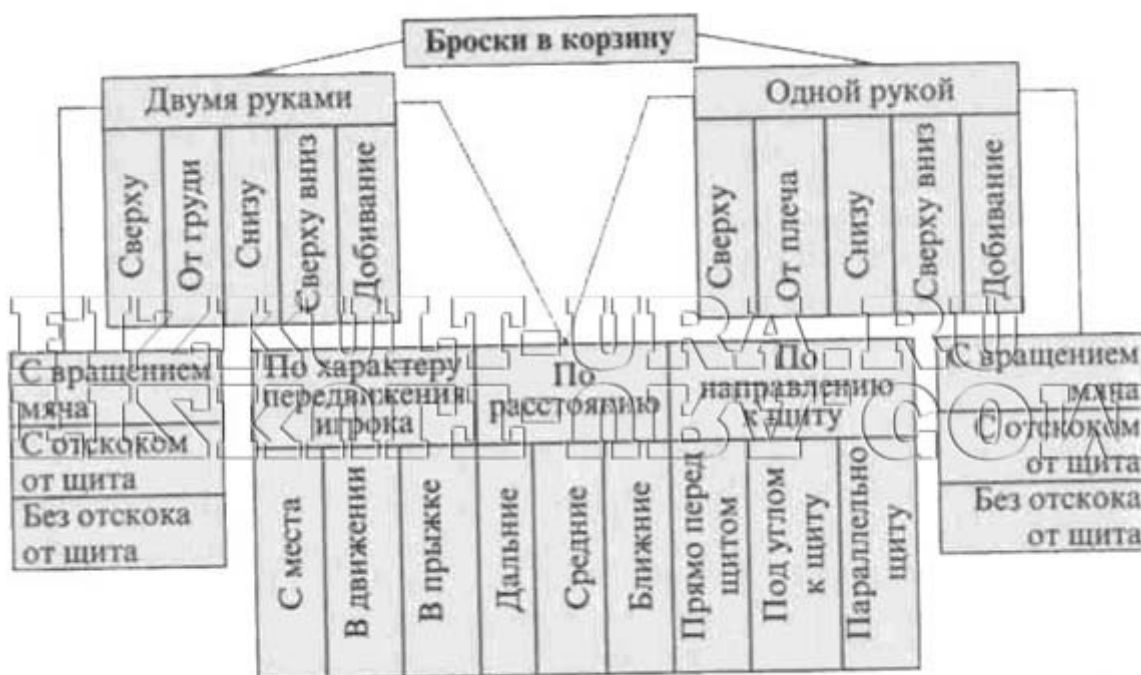 Броски в корзину
Двумя руками
Сверху
От груди
Снизу
Сверху вниз
Добивание
Одной рукой
Сверху
От плеча
Снизу
Сверху вниз
Добивание
С вращением
мяча
С отскоком
от щита
Без отскока
от щита
По характеру
передвижения
игрока
С места
В движении
В прыжке
По
расстоянию
Дальние
Средние
Ближние
По
направлению
к щиту
Прямо перед
щитом
Под углом
к щиту
Параллельно
щиту
С вращением
мяча
С отскоком
от щита
Без отскока
от щита